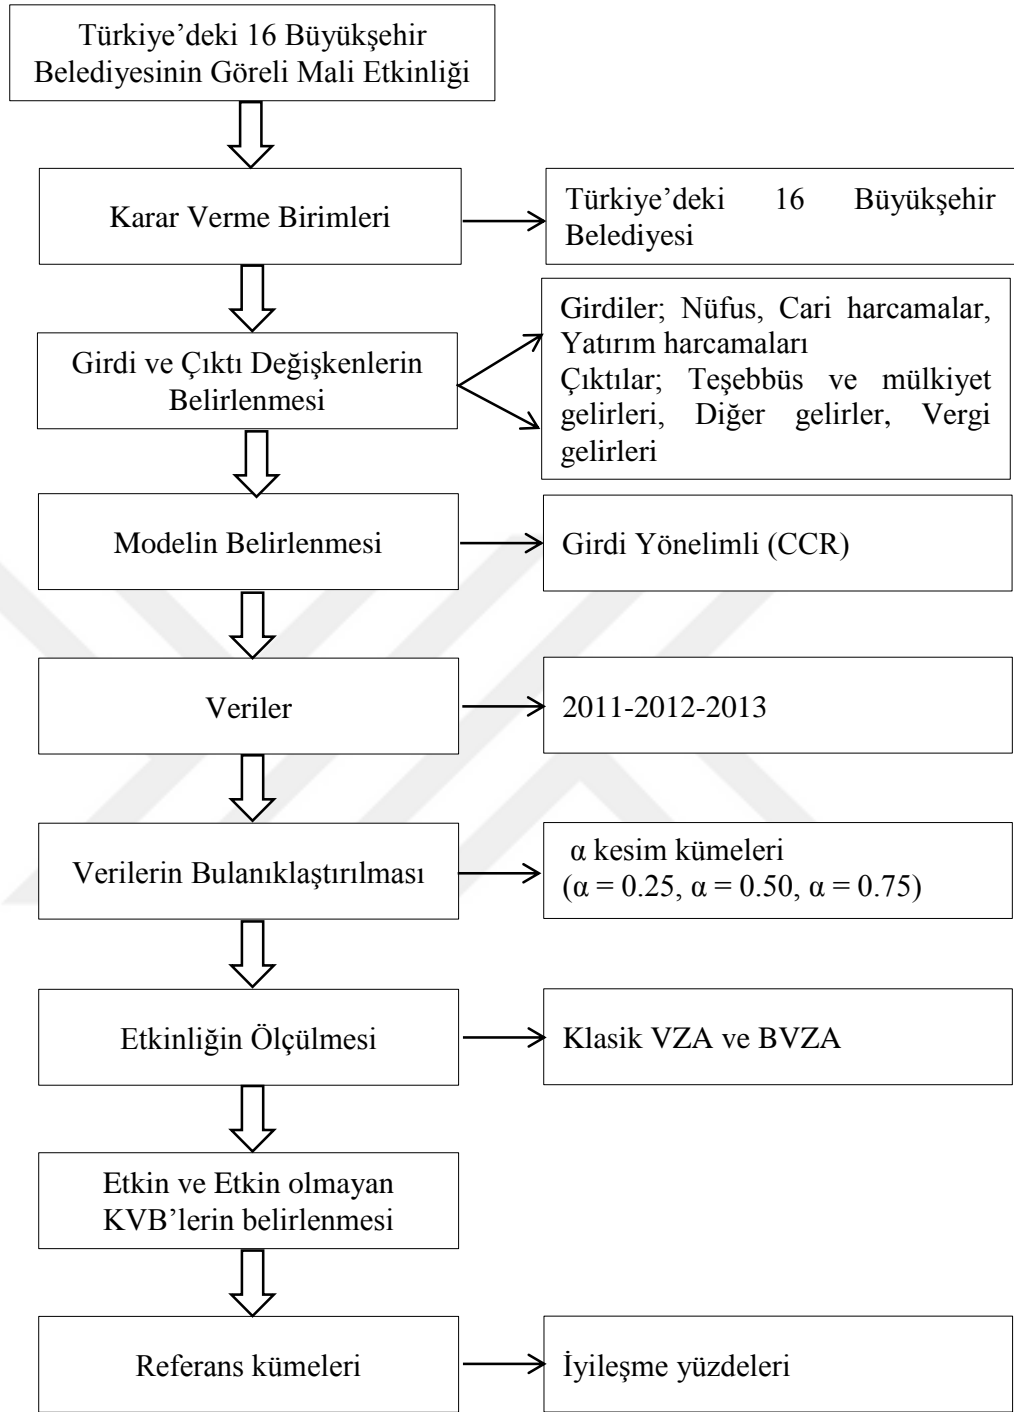 Türkiye’deki 16 Büyükşehir
Belediyesinin Göreli Mali Etkinliği
Karar Verme Birimleri
Türkiye’deki 16 Büyükşehir
Belediyesi
Girdi ve Çıktı Değişkenlerin
Belirlenmesi
Girdiler; Nüfus, Cari harcamalar,
Yatırım harcamaları
Çıktılar; Teşebbüs ve mülkiyet
gelirleri, Diğer gelirler, Vergi
gelirleri
Modelin Belirlenmesi
Girdi Yönelimli (CCR)
Veriler
2011-2012-2013
Verilerin Bulanıklaştırılması
α kesim kümeleri
(α = 0.25, α = 0.50, α = 0.75)
Etkinliğin Ölçülmesi
Klasik VZA ve BVZA
Etkin ve Etkin olmayan
KVB’lerin belirlenmesi
Referans kümeleri
İyileşme yüzdeleri